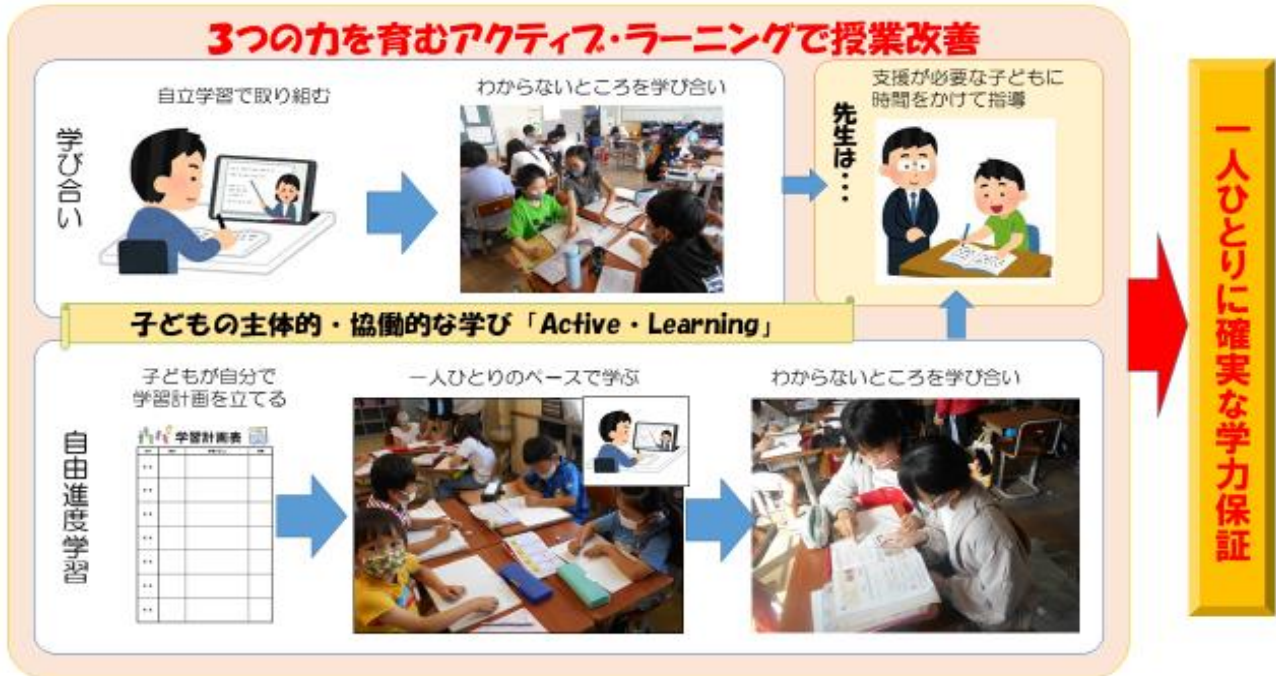 3つの力を育むアクティブ・ラーニングで授業改善
学び合い
自立学習で取り組む
わからないところを学び合い
先生は・・・
支援が必要な子どもに
時間をかけて指導
子どもの主体的・協働的な学び「Active・Learning」
自由進度学習
子どもが自分で
学習計画を立てる
学習計画表
一人ひとりのペースで学ぶ
わからないところを学び合い
一人ひとりに確実な学力保証